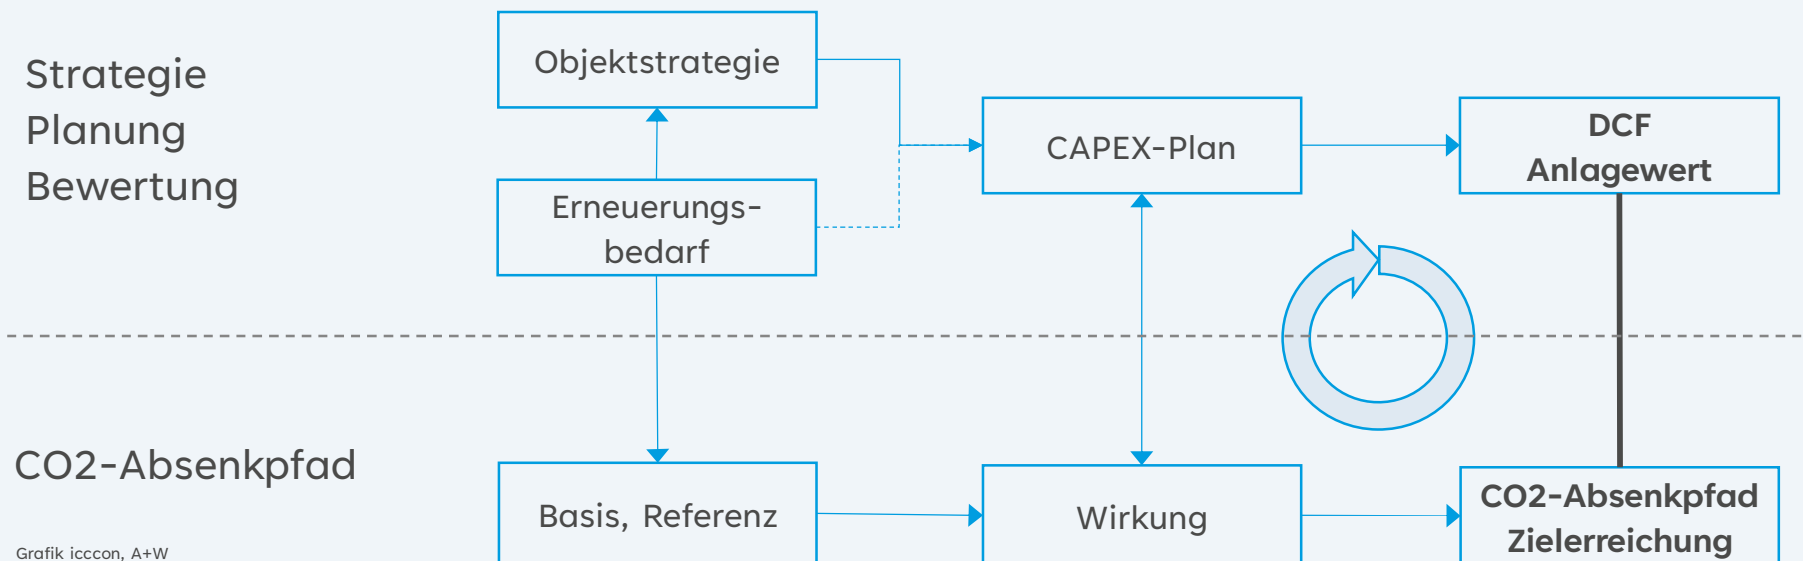 Strategie
Planung
Bewertung
Objektstrategie
Erneuerungs-
bedarf
CAPEX-Plan
DCF
Anlagewert
CO2-Absenkpfad
Basis, Referenz
Wirkung
CO2-Absenkpfad
Zielerreichung
Grafik icccon, A+W